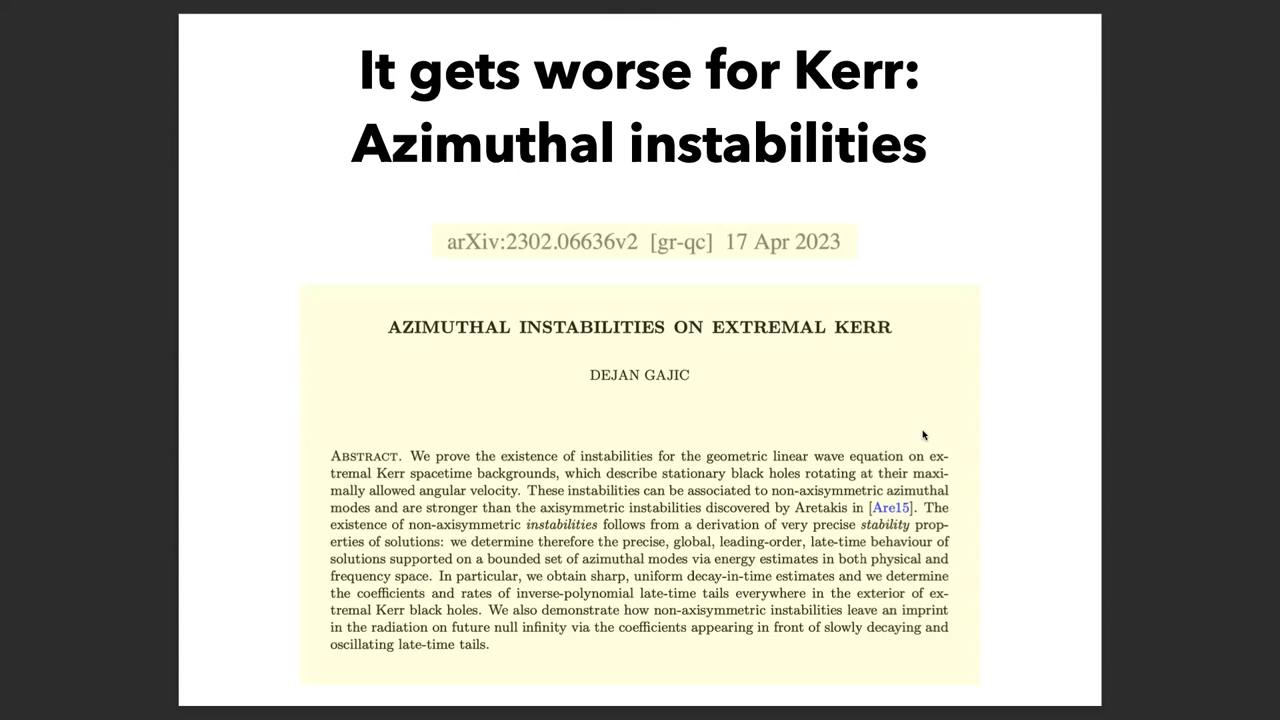 It gets worse for Kerr:
Azimuthal instabilities
arXiv:2302.06636v2 [gr-qc] 17 Apr 2023
AZIMUTHAL INSTABILITIES ON EXTREMAL KERR
DEJAN GAJIC
ABSTRACT. We prove the existence of instabilities for the geometric linear wave equation on ex-
tremal Kerr spacetime backgrounds, which describe stationary black holes rotating at their maxi-
mally allowed angular velocity. These instabilities can be associated to non-axisymmetric azimuthal
modes and are stronger than the axisymmetric instabilities discovered by Aretakis in [Are15]. The
existence of non-axisymmetric instabilities follows from a derivation of very precise stability prop-
erties of solutions: we determine therefore the precise, global, leading-order, late-time behaviour of
solutions supported on a bounded set of azimuthal modes via energy estimates in both physical and
frequency space. In particular, we obtain sharp, uniform decay-in-time estimates and we determine
the coefficients and rates of inverse-polynomial late-time tails everywhere in the exterior of ex-
tremal Kerr black holes. We also demonstrate how non-axisymmetric instabilities leave an imprint
in the radiation on future null infinity via the coefficients appearing in front of slowly decaying and
oscillating late-time tails.